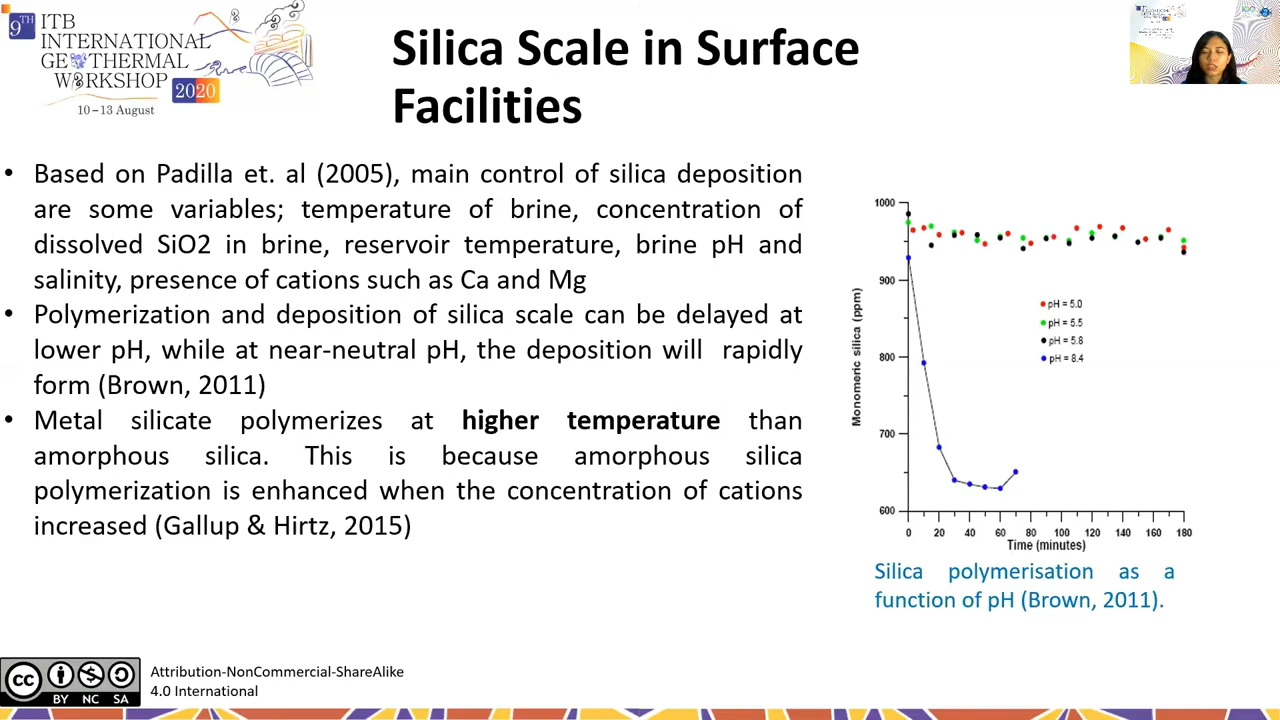 9TH ITB
INTERNATIONAL
GEOTHERMAL
WORKSHOP
2020
10 – 13 August
Silica Scale in Surface
Facilities
• Based on Padilla et. al (2005), main control of silica deposition
are some variables; temperature of brine, concentration of
dissolved SiO2 in brine, reservoir temperature, brine pH and
salinity, presence of cations such as Ca and Mg
• Polymerization and deposition of silica scale can be delayed at
lower pH, while at near-neutral pH, the deposition will rapidly
form (Brown, 2011)
• Metal silicate polymerizes at higher temperature than
amorphous silica. This is because amorphous silica
polymerization is enhanced when the concentration of cations
increased (Gallup & Hirtz, 2015)
1000
900
800
700
600
Monomeric silica (ppm)
pH = 5.0
pH = 5.5
pH = 5.8
pH = 8.4
0 20 40 60 80 100 120 140 160 180
Time (minutes)
Silica polymerisation as a
function of pH (Brown, 2011).
cc
BY NC SA
Attribution-NonCommercial-ShareAlike
4.0 International